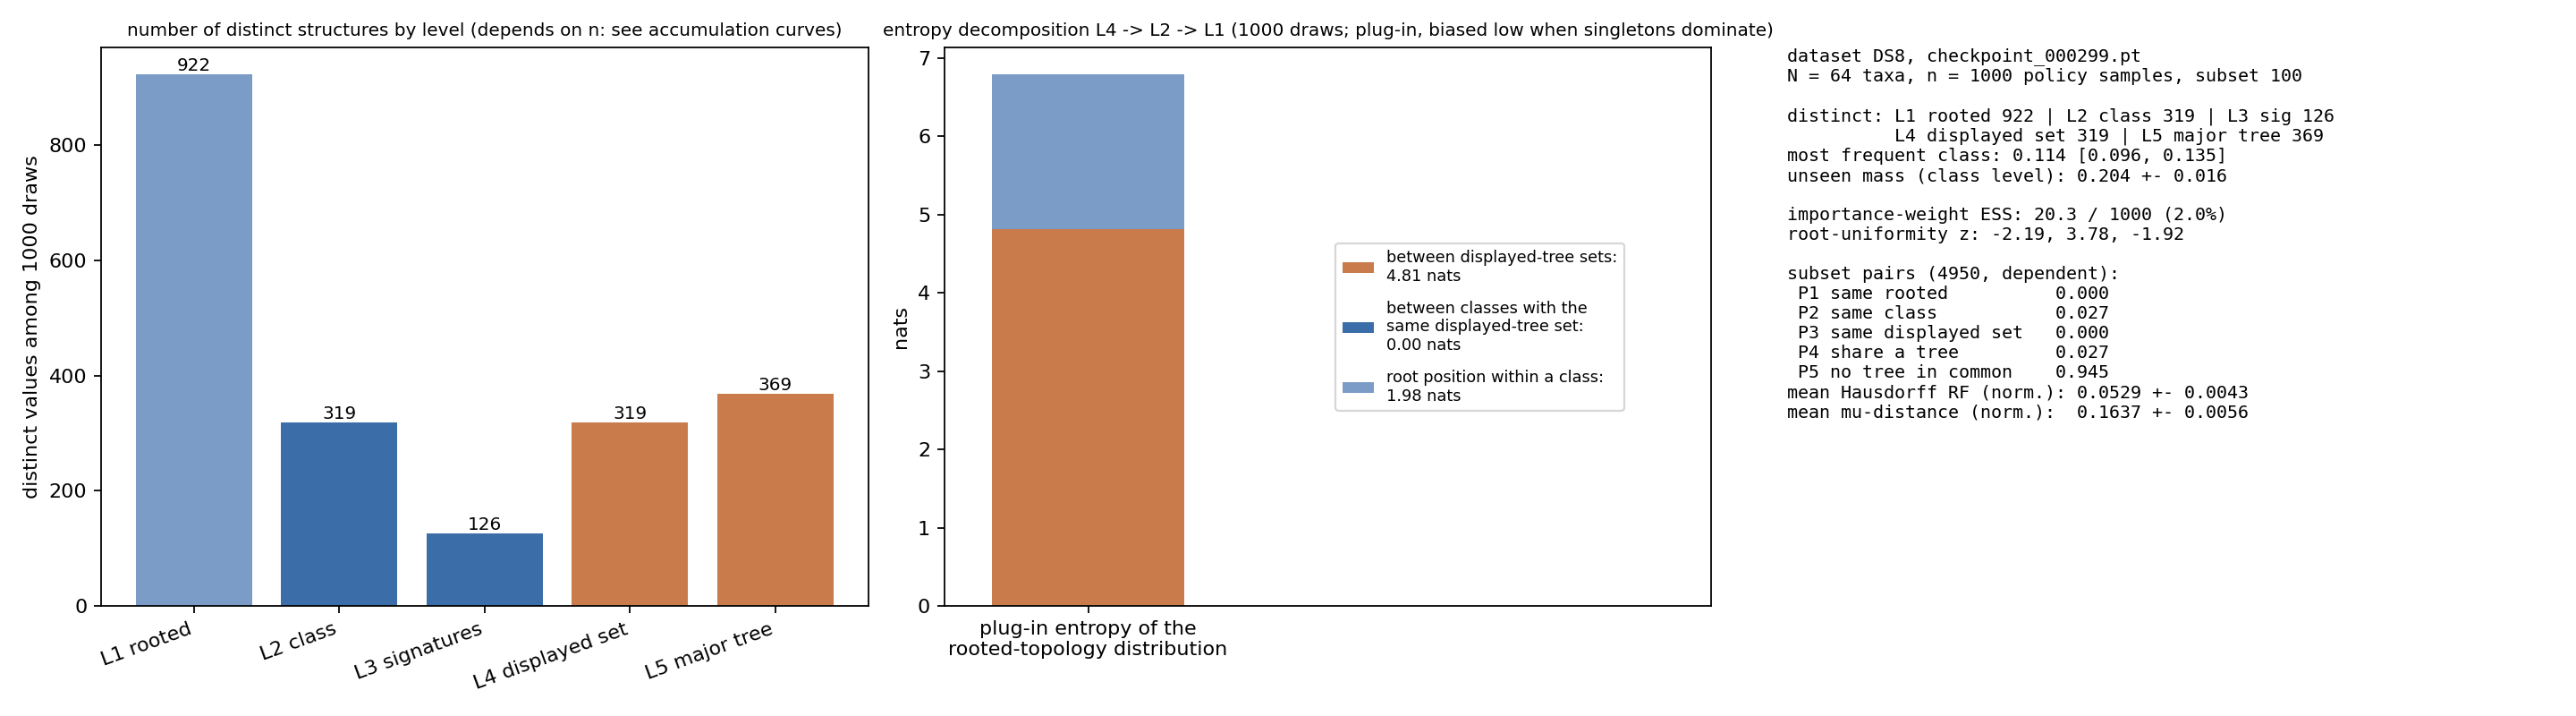 number of distinct structures by level (depends on n: see accumulation curves)
distinct values among 1000 draws
800
600
400
200
0
922
319
126
319
369
L1 rooted
L2 class
L3 signatures
L4 displayed set
L5 major tree
entropy decomposition L4 -> L2 -> L1 (1000 draws; plug-in, biased low when singletons dominate)
nats
7
6
5
4
3
2
1
0
between displayed-tree sets:
4.81 nats
between classes with the
same displayed-tree set:
0.00 nats
root position within a class:
1.98 nats
plug-in entropy of the
rooted-topology distribution
dataset DS8, checkpoint_000299.pt
N = 64 taxa, n = 1000 policy samples, subset 100
distinct: L1 rooted 922 | L2 class 319 | L3 sig 126
L4 displayed set 319 | L5 major tree 369
most frequent class: 0.114 [0.096, 0.135]
unseen mass (class level): 0.204 +- 0.016
importance-weight ESS: 20.3 / 1000 (2.0%)
root-uniformity z: -2.19, 3.78, -1.92
subset pairs (4950, dependent):
P1 same rooted 0.000
P2 same class 0.027
P3 same displayed set 0.000
P4 share a tree 0.027
P5 no tree in common 0.945
mean Hausdorff RF (norm.): 0.0529 +- 0.0043
mean mu-distance (norm.): 0.1637 +- 0.0056